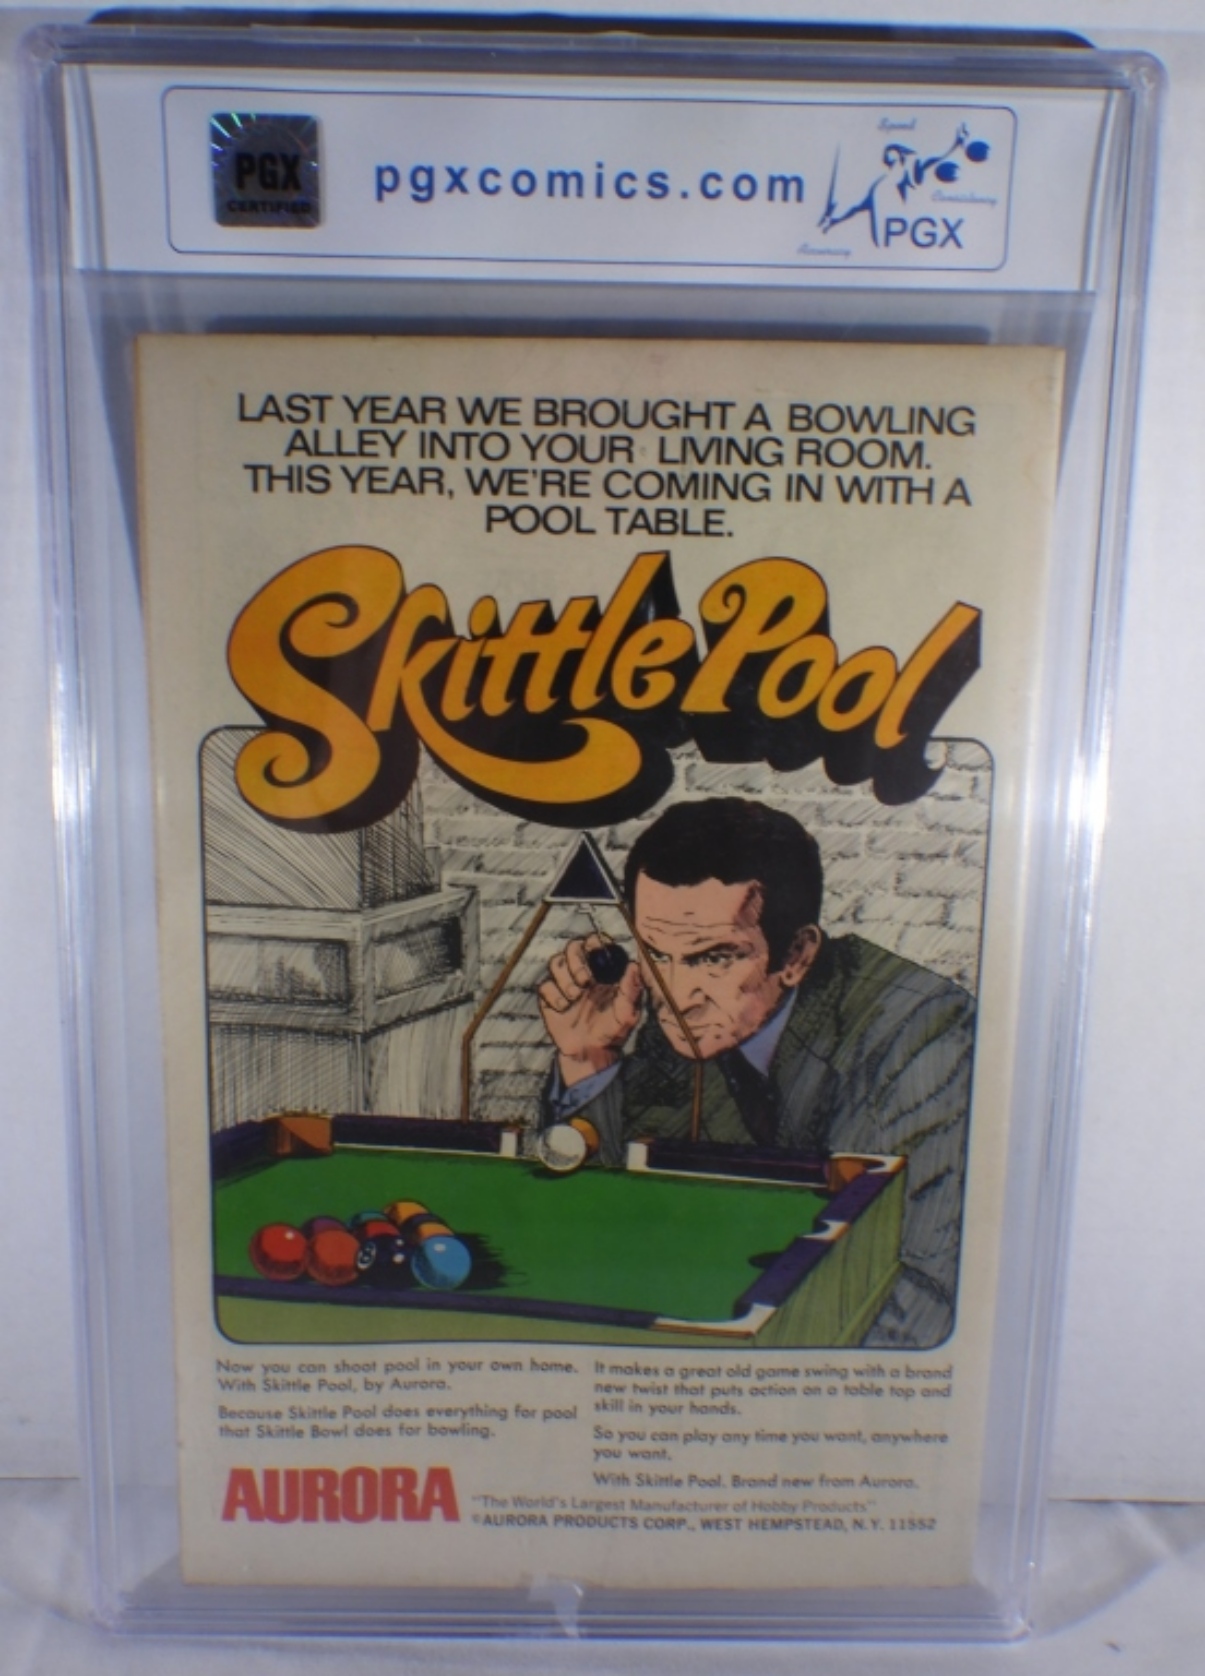 PGX
CERTIFIED
pgxcomics.com
Speed
Consistency
Accuracy
PGX
LAST YEAR WE BROUGHT A BOWLING
ALLEY INTO YOUR LIVING ROOM.
THIS YEAR, WE'RE COMING IN WITH A
POOL TABLE.
Skittle Pool
8
Now you can shoot pool in your own home.
With Skittle Pool, by Aurora.
Because Skittle Pool does everything for pool
that Skittle Bowl does for bowling.
It makes a great old game swing with a brand
new twist that puts action on a table top and
skill in your hands.
So you can play any time you want, anywhere
you want.
With Skittle Pool. Brand new from Aurora.
AURORA
"The World's Largest Manufacturer of Hobby Products"
©AURORA PRODUCTS CORP., WEST HEMPSTEAD, N.Y. 11552